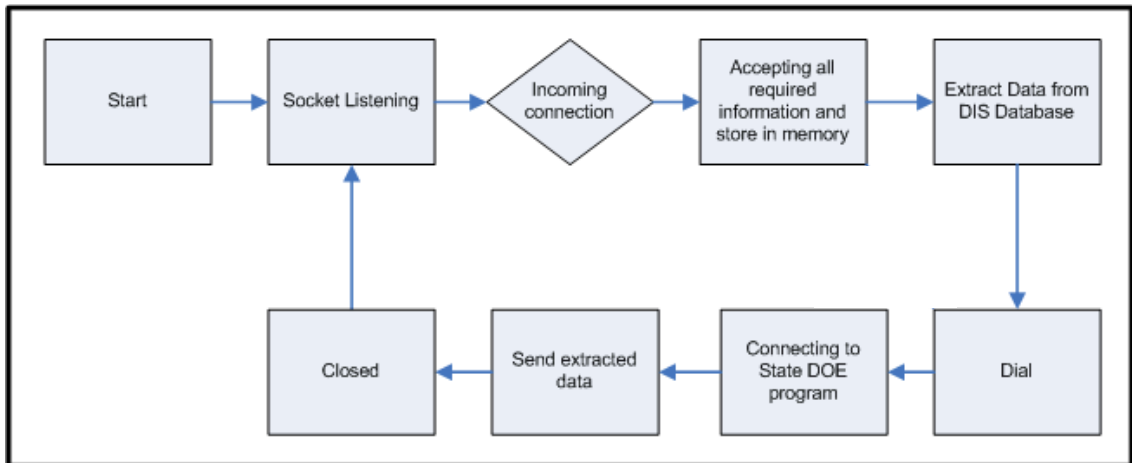 Start
Socket Listening
Incoming
connection
Accepting all
required
information and
store in memory
Extract Data from
DIS Database
Closed
Send extracted
data
Connecting to
State DOE
program
Dial